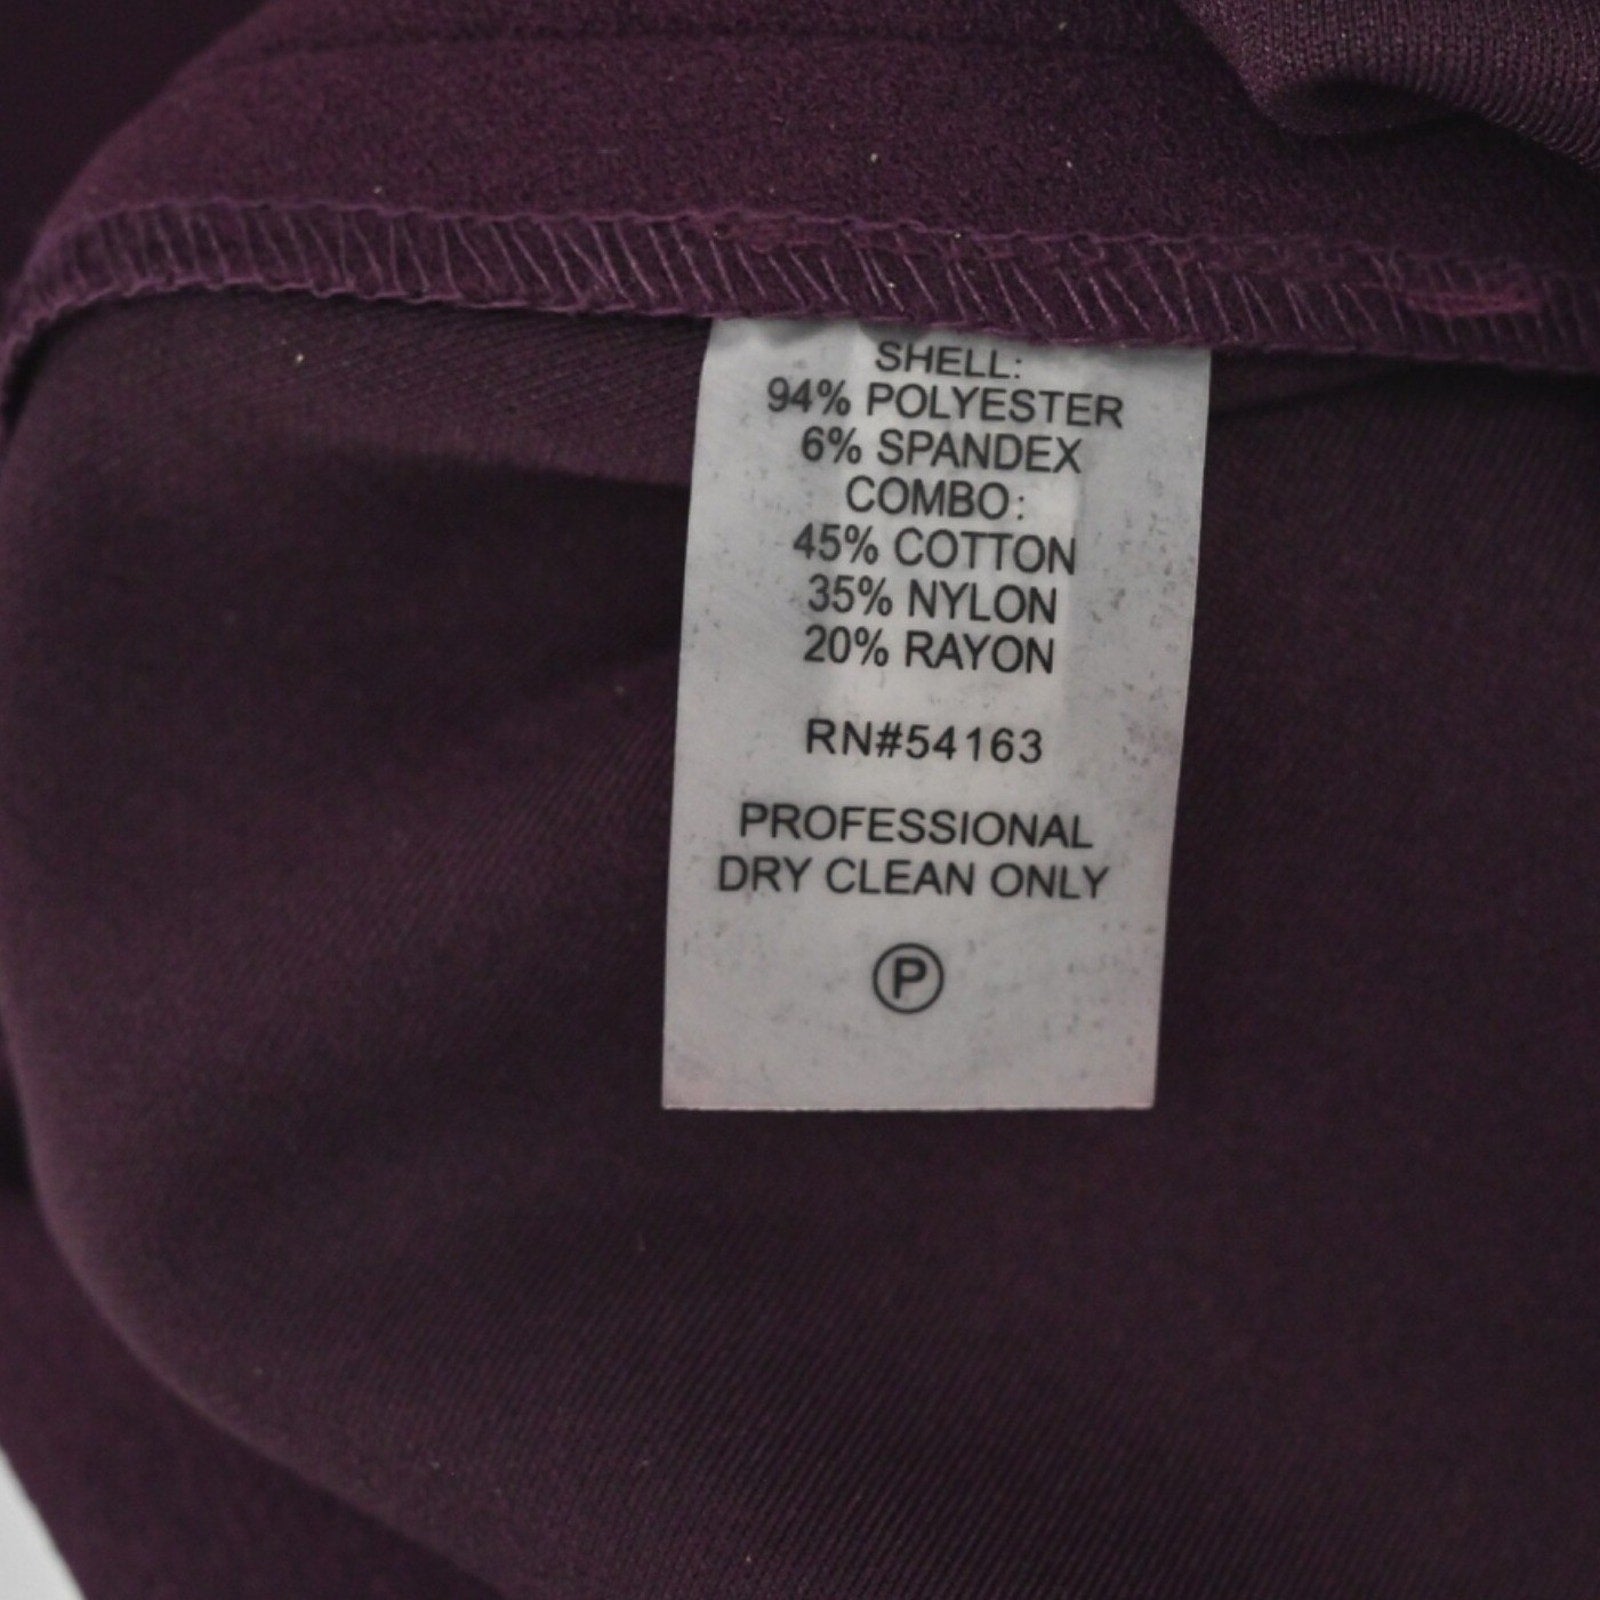 SHELL:
94% POLYESTER
6% SPANDEX
COMBO:
45% COTTON
35% NYLON
20% RAYON
RN#54163
PROFESSIONAL
DRY CLEAN ONLY
P